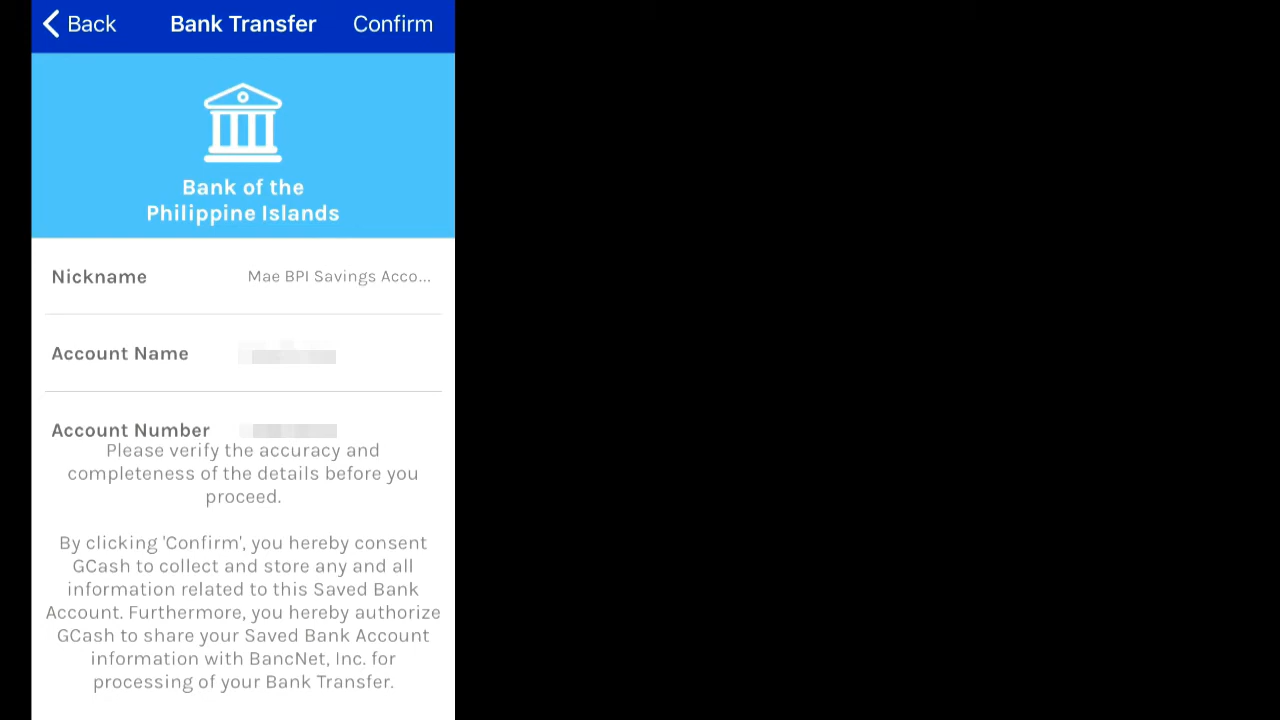 Back Bank Transfer Confirm
Bank of the
Philippine Islands
Nickname Mae BPI Savings Acco...
Account Name
Account Number
Please verify the accuracy and
completeness of the details before you
proceed.
By clicking 'Confirm', you hereby consent
GCash to collect and store any and all
information related to this Saved Bank
Account. Furthermore, you hereby authorize
GCash to share your Saved Bank Account
information with BancNet, Inc. for
processing of your Bank Transfer.